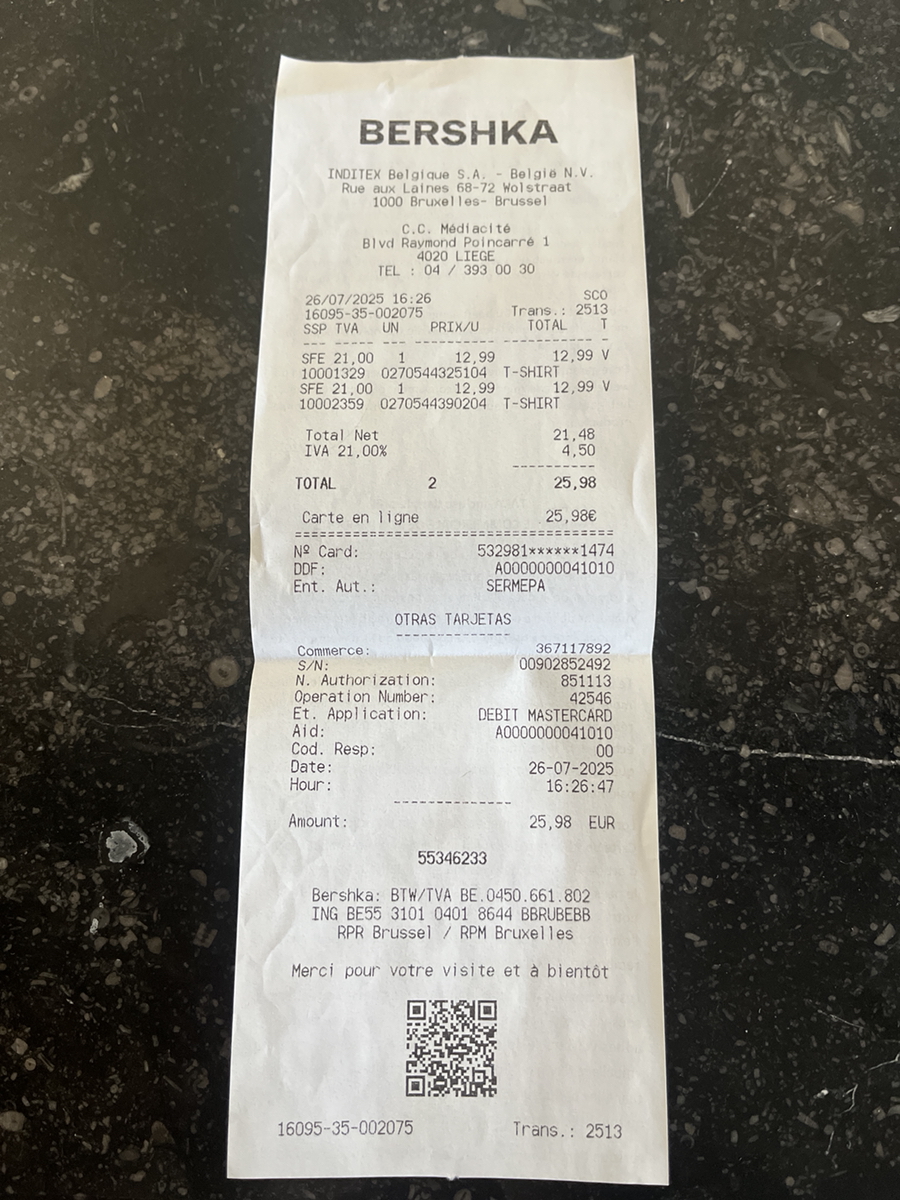 BERSHKA
INDITEX Belgique S.A. - België N.V.
Rue aux Laines 68-72 Wolstraat
1000 Bruxelles- Brussel
C.C. Médiacité
Blvd Raymond Poincarré 1
4020 LIEGE
TEL : 04 / 393 00 30
26/07/2025 16:26 SCO
16095-35-002075 Trans.: 2513
SSP TVA UN PRIX/U TOTAL T
--- --- --- ---------- ---------- -
SFE 21,00 1 12,99 12,99 V
10001329 0270544325104 T-SHIRT
SFE 21,00 1 12,99 12,99 V
10002359 0270544390204 T-SHIRT
Total Net 21,48
IVA 21,00% 4,50
----------
TOTAL 2 25,98
Carte en ligne 25,98€
======================================
Nº Card: 532981******1474
DDF: A0000000041010
Ent. Aut.: SERMEPA
OTRAS TARJETAS
-------------
Commerce: 367117892
S/N: 00902852492
N. Authorization: 851113
Operation Number: 42546
Et. Application: DEBIT MASTERCARD
Aid: A0000000041010
Cod. Resp: 00
Date: 26-07-2025
Hour: 16:26:47
-------------
Amount: 25,98 EUR
55346233
Bershka: BTW/TVA BE.0450.661.802
ING BE55 3101 0401 8644 BBRUBEBB
RPR Brussel / RPM Bruxelles
Merci pour votre visite et à bientôt
16095-35-002075 Trans.: 2513